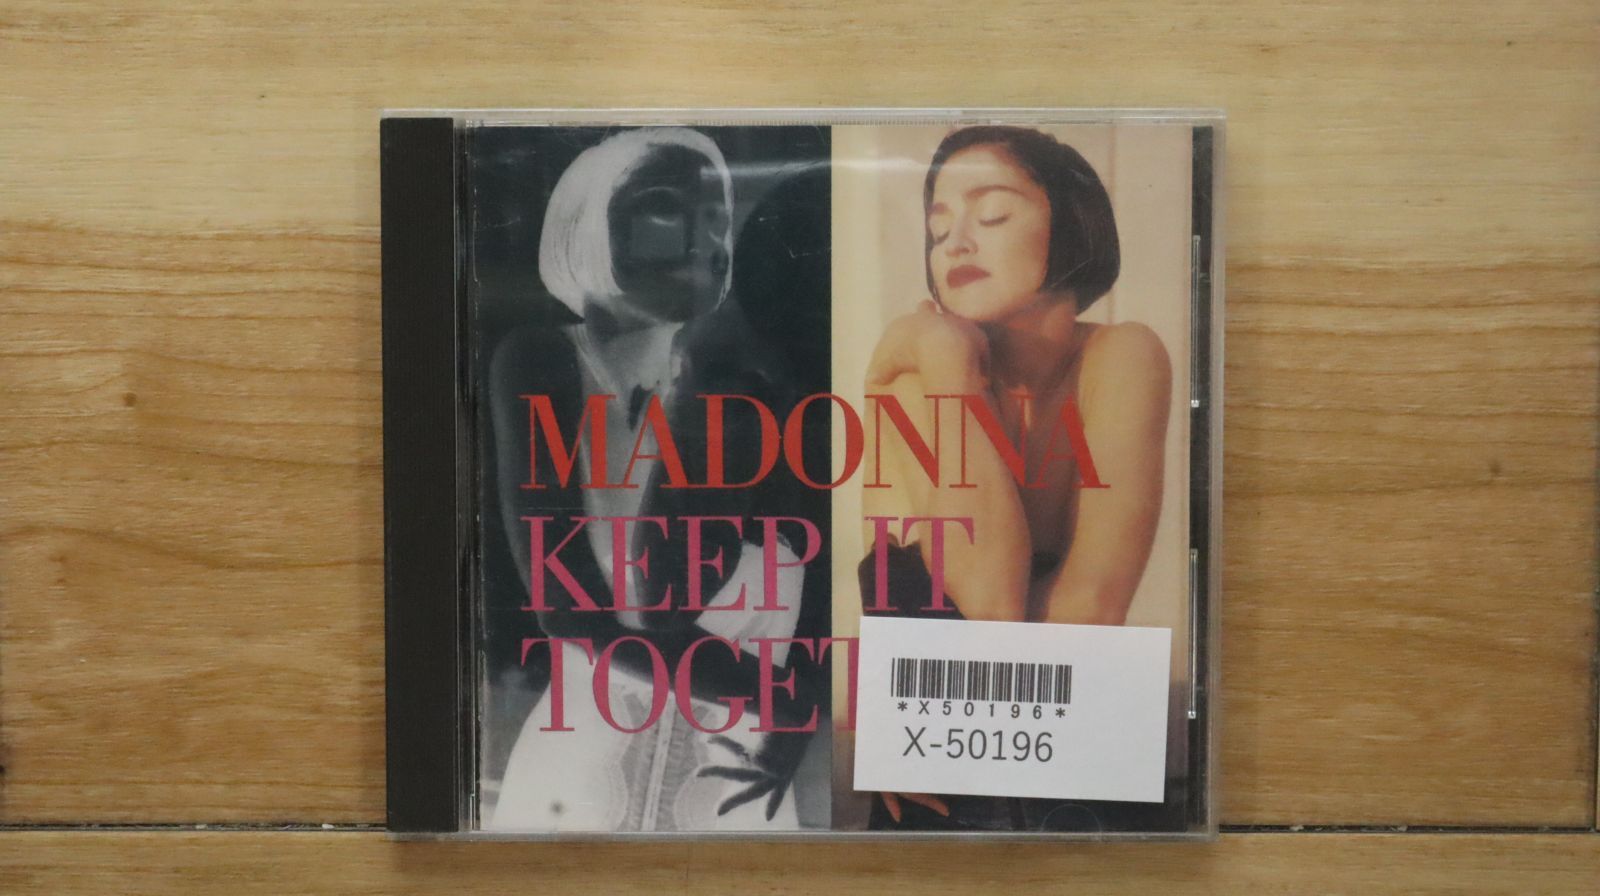 MADONNA
KEEP IT
TOGET
*X50196*
X-50196